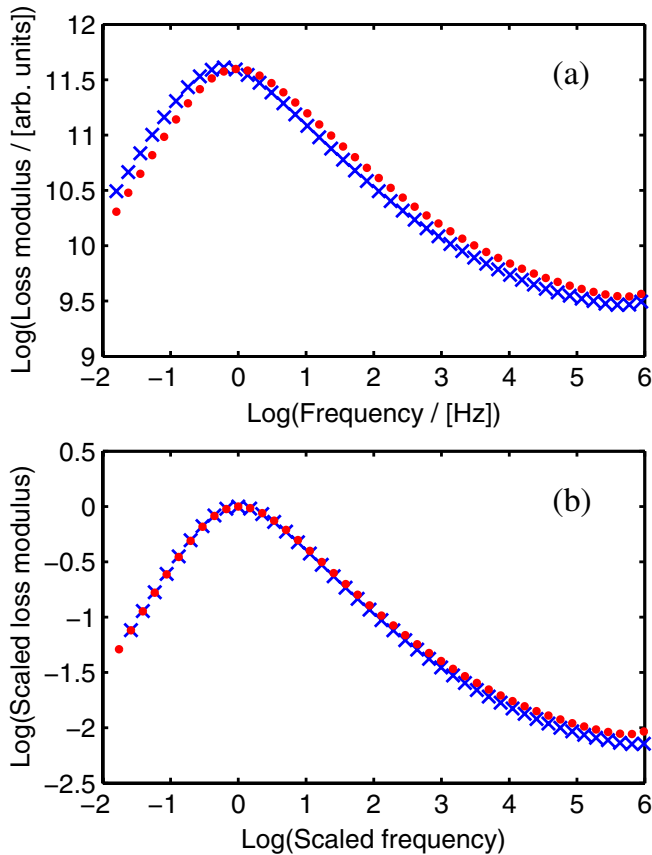 12
11.5
11
10.5
10
9.5
9
(a)
Log(Loss modulus / [arb. units])
−2 −1 0 1 2 3 4 5 6
Log(Frequency / [Hz])
0.5
0
−0.5
−1
−1.5
−2
−2.5
(b)
Log(Scaled loss modulus)
−2 −1 0 1 2 3 4 5 6
Log(Scaled frequency)